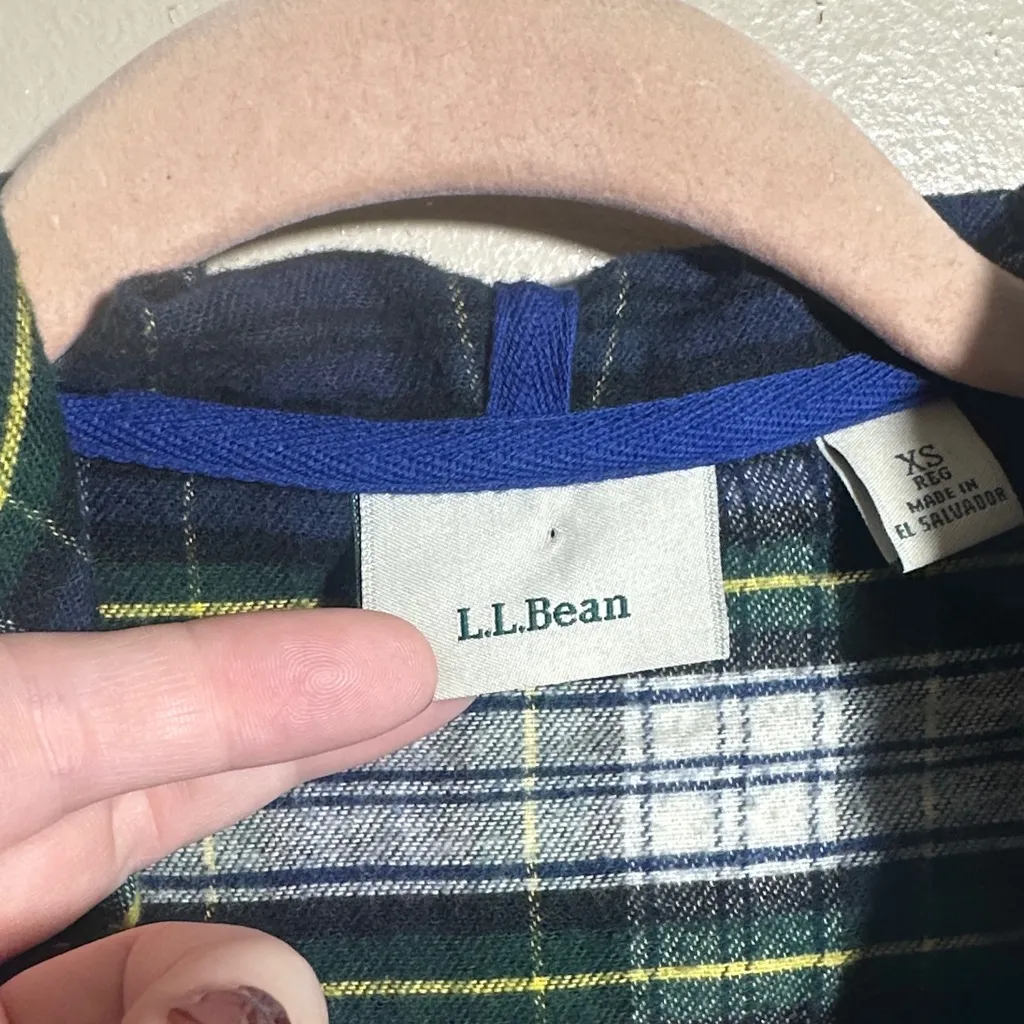 L.L.Bean
XS
REG
MADE IN
EL SALVADOR